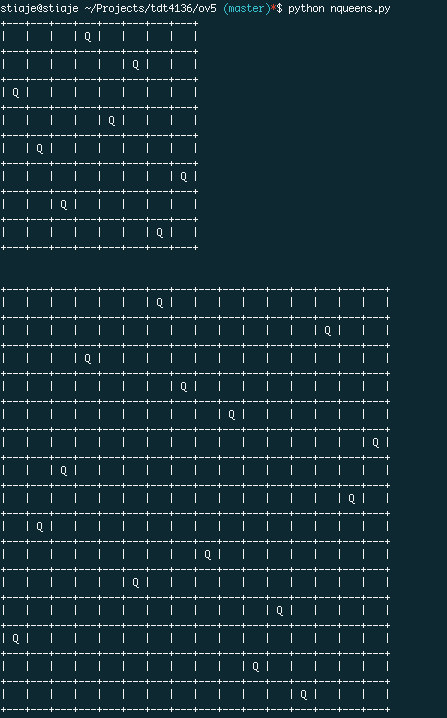 stiaje@stiaje ~/Projects/tdt4136/ov5 (master)*$ python nqueens.py
+---+---+---+---+---+---+---+---+
|   |   |   | Q |   |   |   |   |
+---+---+---+---+---+---+---+---+
|   |   |   |   |   | Q |   |   |
+---+---+---+---+---+---+---+---+
| Q |   |   |   |   |   |   |   |
+---+---+---+---+---+---+---+---+
|   |   |   |   | Q |   |   |   |
+---+---+---+---+---+---+---+---+
|   | Q |   |   |   |   |   |   |
+---+---+---+---+---+---+---+---+
|   |   |   |   |   |   |   | Q |
+---+---+---+---+---+---+---+---+
|   |   | Q |   |   |   |   |   |
+---+---+---+---+---+---+---+---+
|   |   |   |   |   |   | Q |   |
+---+---+---+---+---+---+---+---+
+---+---+---+---+---+---+---+---+---+---+---+---+---+---+---+---+
|   |   |   |   |   |   | Q |   |   |   |   |   |   |   |   |   |
+---+---+---+---+---+---+---+---+---+---+---+---+---+---+---+---+
|   |   |   |   |   |   |   |   |   |   |   |   |   | Q |   |   |
+---+---+---+---+---+---+---+---+---+---+---+---+---+---+---+---+
|   |   |   | Q |   |   |   |   |   |   |   |   |   |   |   |   |
+---+---+---+---+---+---+---+---+---+---+---+---+---+---+---+---+
|   |   |   |   |   |   |   | Q |   |   |   |   |   |   |   |   |
+---+---+---+---+---+---+---+---+---+---+---+---+---+---+---+---+
|   |   |   |   |   |   |   |   |   | Q |   |   |   |   |   |   |
+---+---+---+---+---+---+---+---+---+---+---+---+---+---+---+---+
|   |   |   |   |   |   |   |   |   |   |   |   |   |   |   | Q |
+---+---+---+---+---+---+---+---+---+---+---+---+---+---+---+---+
|   |   | Q |   |   |   |   |   |   |   |   |   |   |   |   |   |
+---+---+---+---+---+---+---+---+---+---+---+---+---+---+---+---+
|   |   |   |   |   |   |   |   |   |   |   |   |   |   | Q |   |
+---+---+---+---+---+---+---+---+---+---+---+---+---+---+---+---+
|   | Q |   |   |   |   |   |   |   |   |   |   |   |   |   |   |
+---+---+---+---+---+---+---+---+---+---+---+---+---+---+---+---+
|   |   |   |   |   |   |   |   | Q |   |   |   |   |   |   |   |
+---+---+---+---+---+---+---+---+---+---+---+---+---+---+---+---+
|   |   |   |   |   | Q |   |   |   |   |   |   |   |   |   |   |
+---+---+---+---+---+---+---+---+---+---+---+---+---+---+---+---+
|   |   |   |   |   |   |   |   |   |   |   | Q |   |   |   |   |
+---+---+---+---+---+---+---+---+---+---+---+---+---+---+---+---+
| Q |   |   |   |   |   |   |   |   |   |   |   |   |   |   |   |
+---+---+---+---+---+---+---+---+---+---+---+---+---+---+---+---+
|   |   |   |   |   |   |   |   |   |   | Q |   |   |   |   |   |
+---+---+---+---+---+---+---+---+---+---+---+---+---+---+---+---+
|   |   |   |   |   |   |   |   |   |   |   |   | Q |   |   |   |
+---+---+---+---+---+---+---+---+---+---+---+---+---+---+---+---+